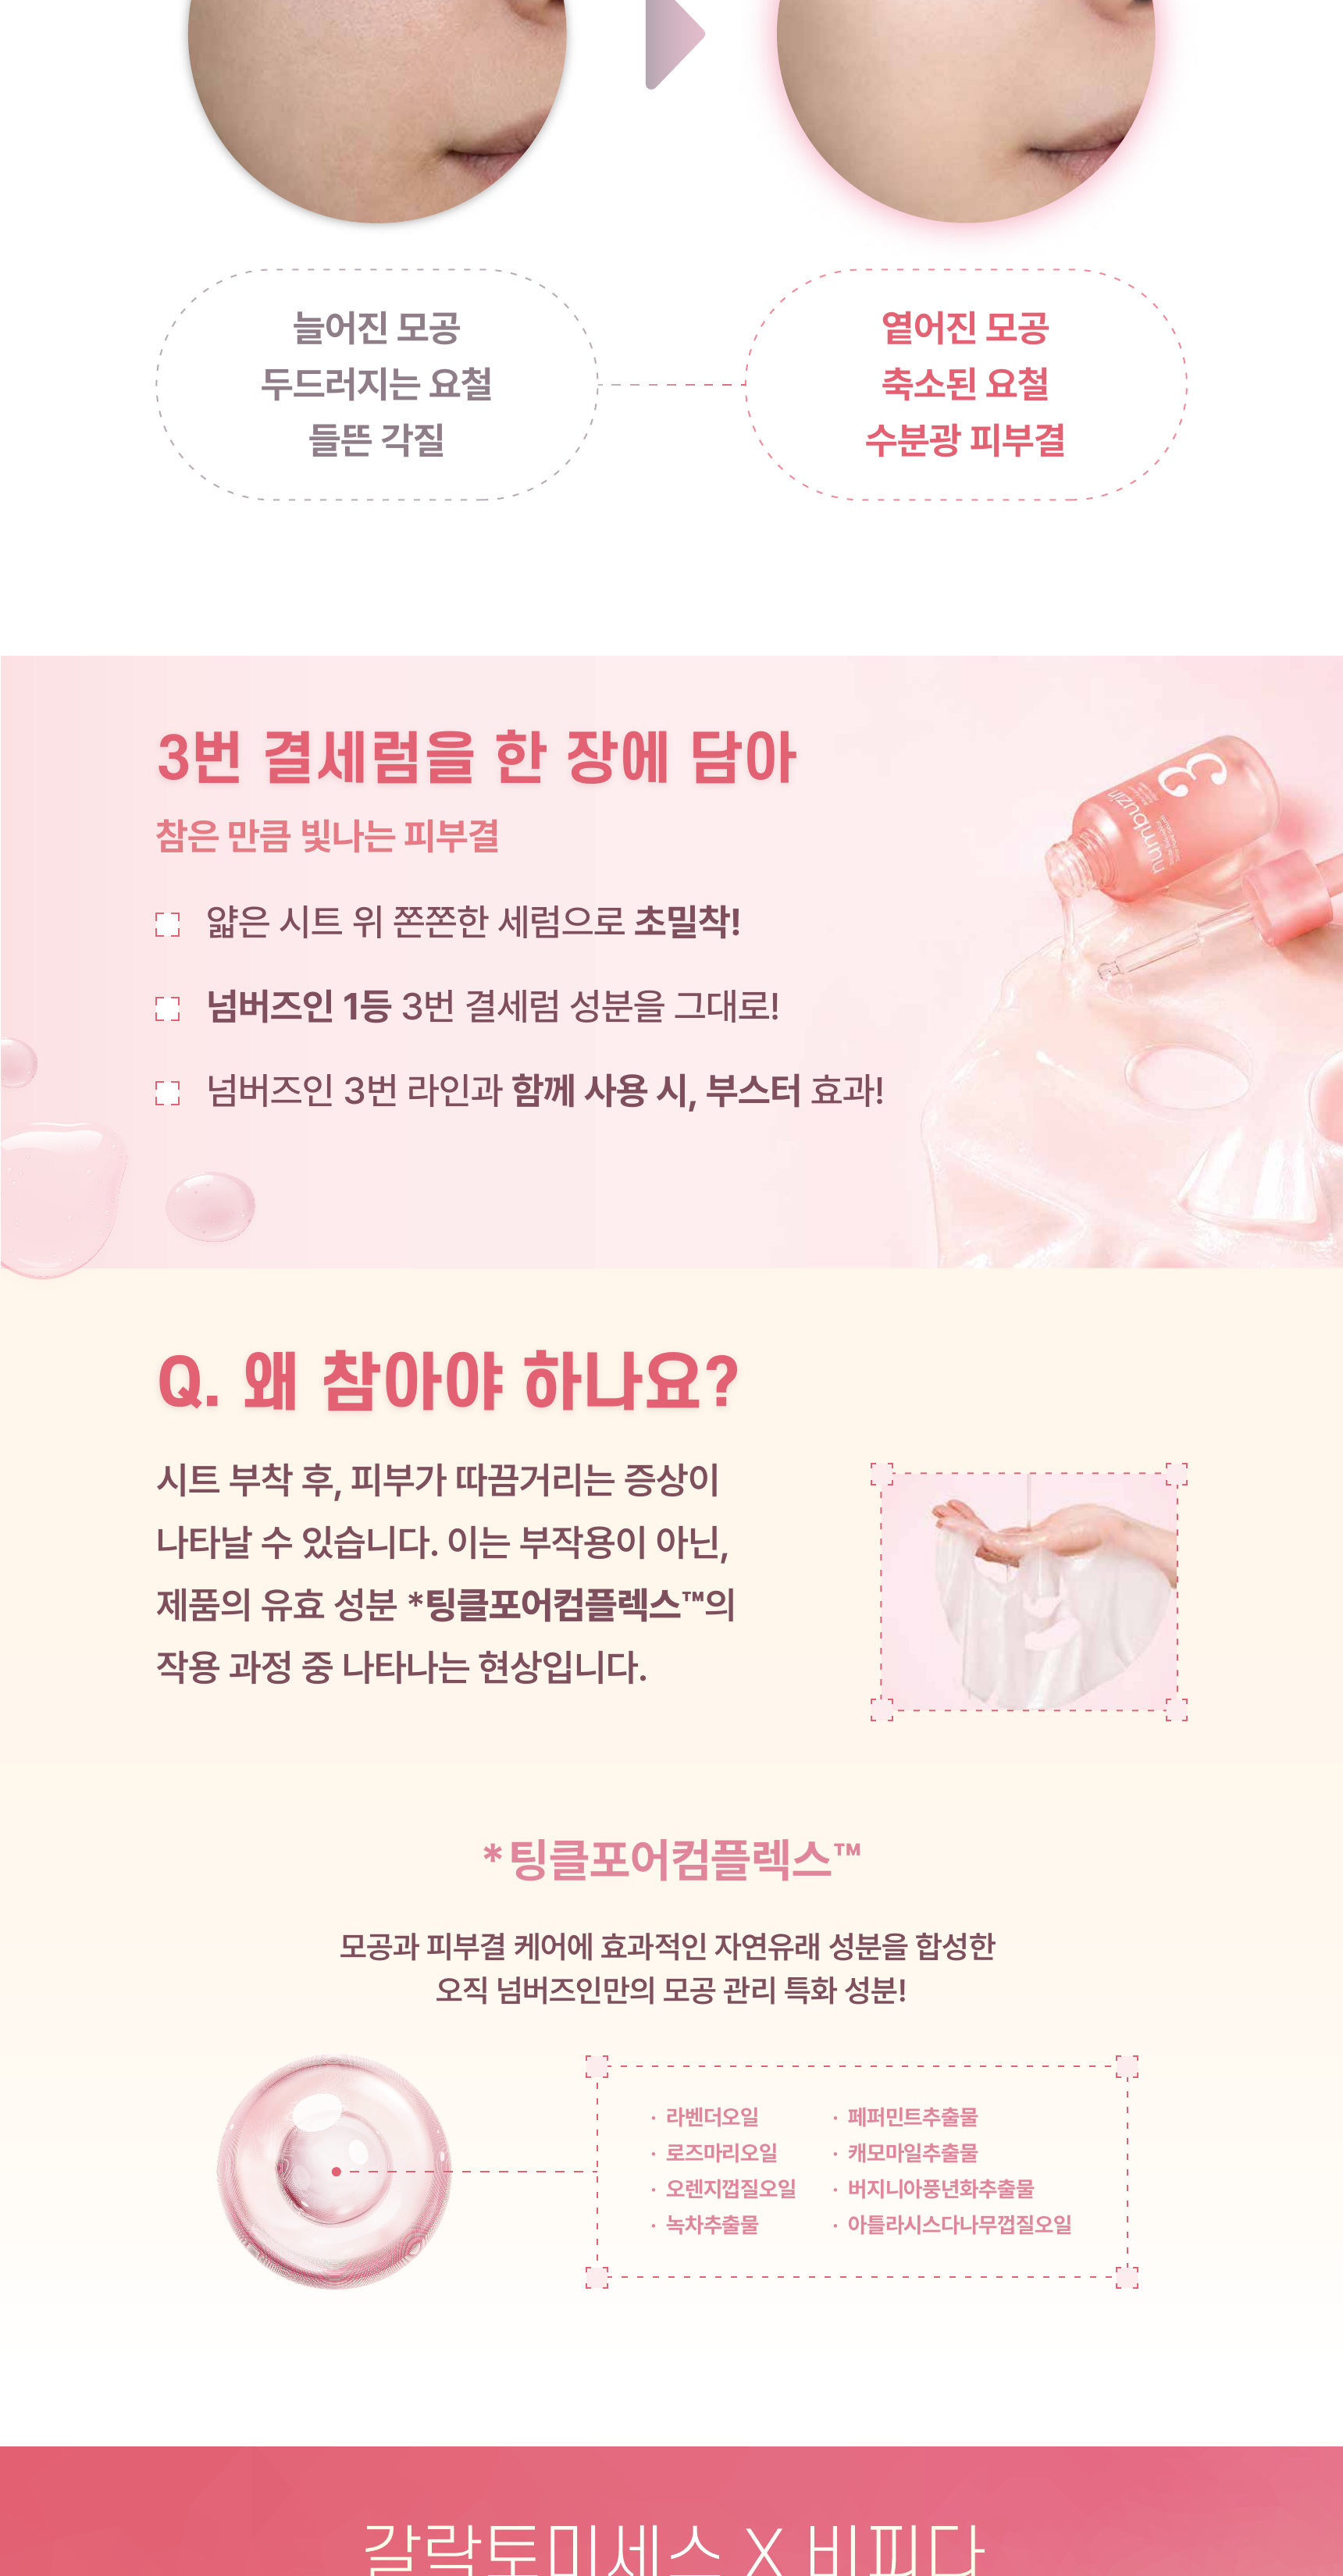 늘어진 모공
두드러지는 요철
들뜬 각질
옅어진 모공
축소된 요철
수분광 피부결
3번 결세럼을 한 장에 담아
참은 만큼 빛나는 피부결
얇은 시트 위 쫀쫀한 세럼으로 초밀착!
넘버즈인 1등 3번 결세럼 성분을 그대로!
넘버즈인 3번 라인과 함께 사용 시, 부스터 효과!
3
numbuzin
Q. 왜 참아야 하나요?
시트 부착 후, 피부가 따끔거리는 증상이
나타날 수 있습니다. 이는 부작용이 아닌,
제품의 유효 성분 *팅클포어컴플렉스™의
작용 과정 중 나타나는 현상입니다.
*팅클포어컴플렉스™
모공과 피부결 케어에 효과적인 자연유래 성분을 합성한
오직 넘버즈인만의 모공 관리 특화 성분!
· 라벤더오일
· 로즈마리오일
· 오렌지껍질오일
· 녹차추출물
· 페퍼민트추출물
· 캐모마일추출물
· 버지니아풍년화추출물
· 아틀라시스다나무껍질오일
갈락토미세스 X 비피다